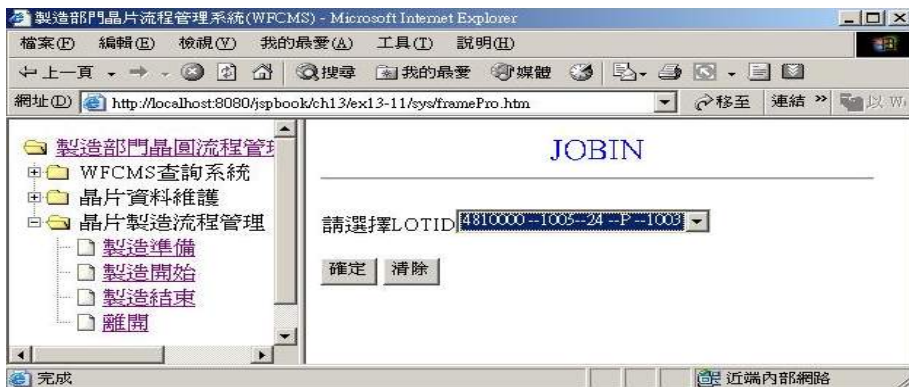 製造部門晶片流程管理系統(WFCMS) - Microsoft Internet Explorer
檔案(F) 編輯(E) 檢視(V) 我的最愛(A) 工具(T) 說明(H)
上一頁 搜尋 我的最愛 媒體
網址(D) http://localhost:8080/jspbook/ch13/ex13-11/sys/framePro.htm 移至 連結 »
製造部門晶圓流程管
WFCMS查詢系統
晶片資料維護
晶片製造流程管理
製造準備
製造開始
製造結束
離開
JOBIN
請選擇LOTID 4810000 --1005--24 --P --1003
確定 清除
完成 近端內部網路